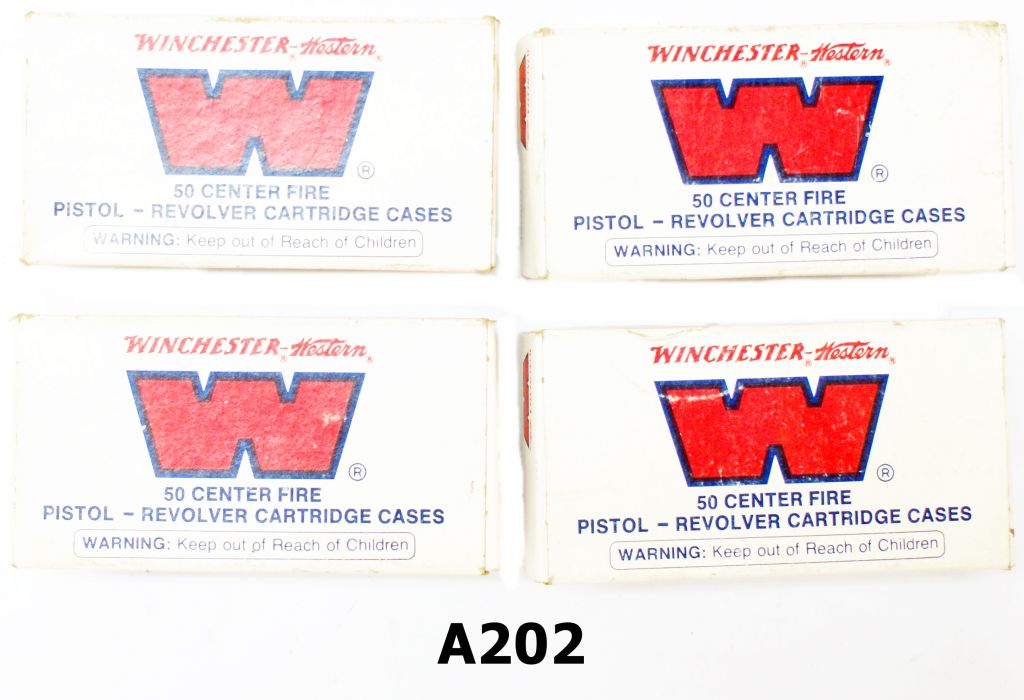 WINCHESTER-Western®
W®
50 CENTER FIRE
PISTOL – REVOLVER CARTRIDGE CASES
WARNING: Keep out of Reach of Children
WINCHESTER-Western®
W®
50 CENTER FIRE
PISTOL – REVOLVER CARTRIDGE CASES
WARNING: Keep out of Reach of Children
WINCHESTER-Western®
W®
50 CENTER FIRE
PISTOL – REVOLVER CARTRIDGE CASES
WARNING: Keep out of Reach of Children
WINCHESTER-Western®
W®
50 CENTER FIRE
PISTOL – REVOLVER CARTRIDGE CASES
WARNING: Keep out of Reach of Children
A202